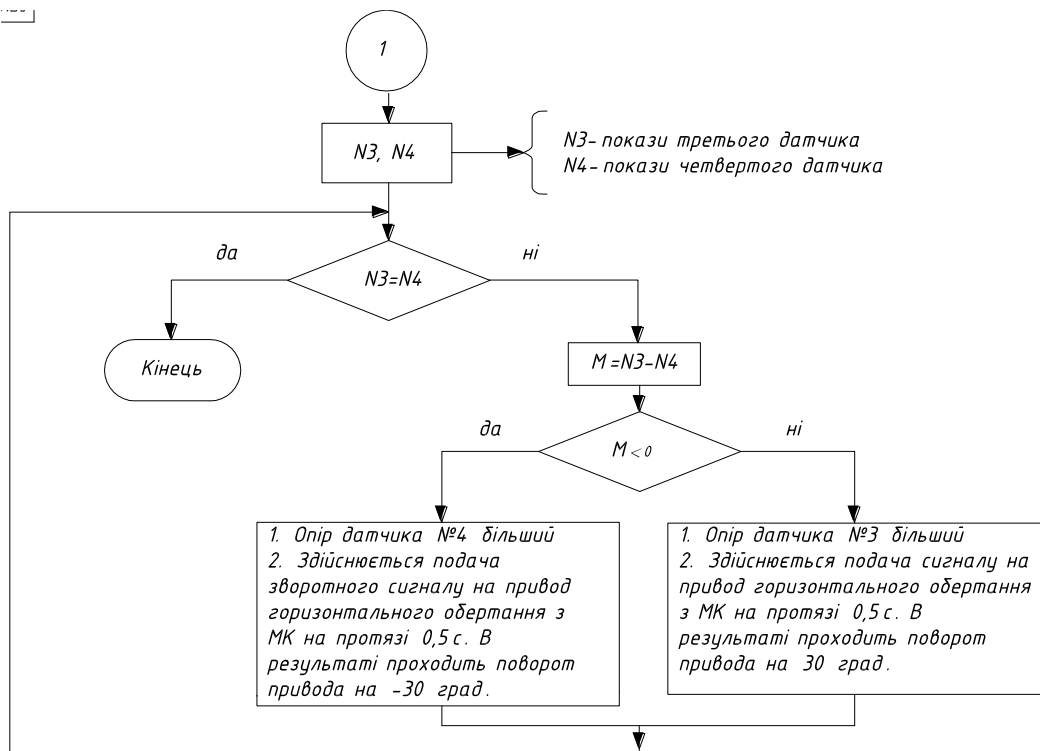 1
N3, N4
N3- покази третього датчика
N4- покази четвертого датчика
да
ні
N3=N4
Кінець
M=N3-N4
да
ні
M<0
1. Опір датчика №4 більший
2. Здійснюється подача
зворотного сигналу на привод
горизонтального обертання з
МК на протязі 0,5с. В
результаті проходить поворот
привода на -30 град.
1. Опір датчика №3 більший
2. Здійснюється подача сигналу на
привод горизонтального обертання
з МК на протязі 0,5с. В
результаті проходить поворот
привода на 30 град.